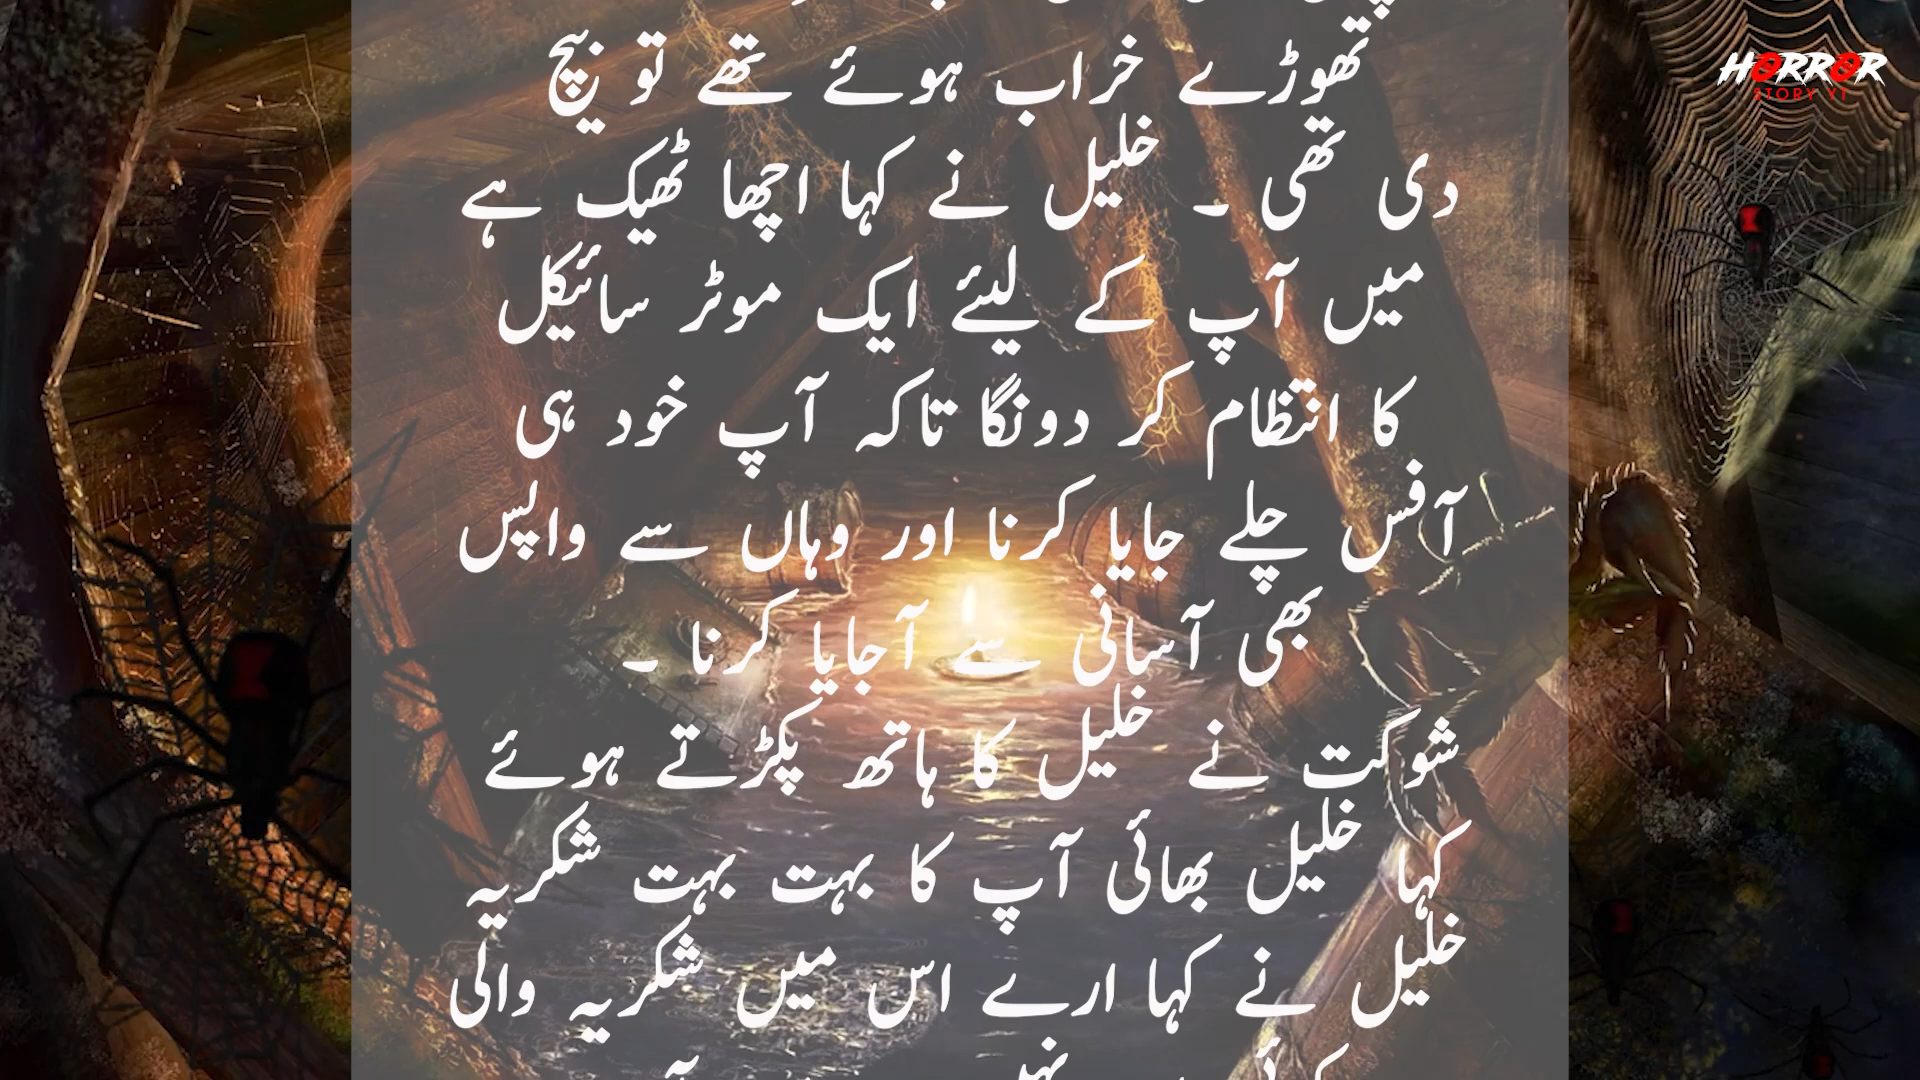 تھوڑے خراب ہوئے تھے تو بیچ
دی تھی ۔ خلیل نے کہا اچھا ٹھیک ہے
میں آپ کے لیئے ایک موٹر سائیکل
کا انتظام کر دونگا تاکہ آپ خود ہی
آفس چلے جایا کرنا اور وہاں سے واپس
بھی آسانی سے آجایا کرنا ۔
شوکت نے خلیل کا ہاتھ پکڑتے ہوئے
کہا خلیل بھائی آپ کا بہت بہت شکریہ
خلیل نے کہا ارے اس میں شکریہ والی
HORROR
STORY YT